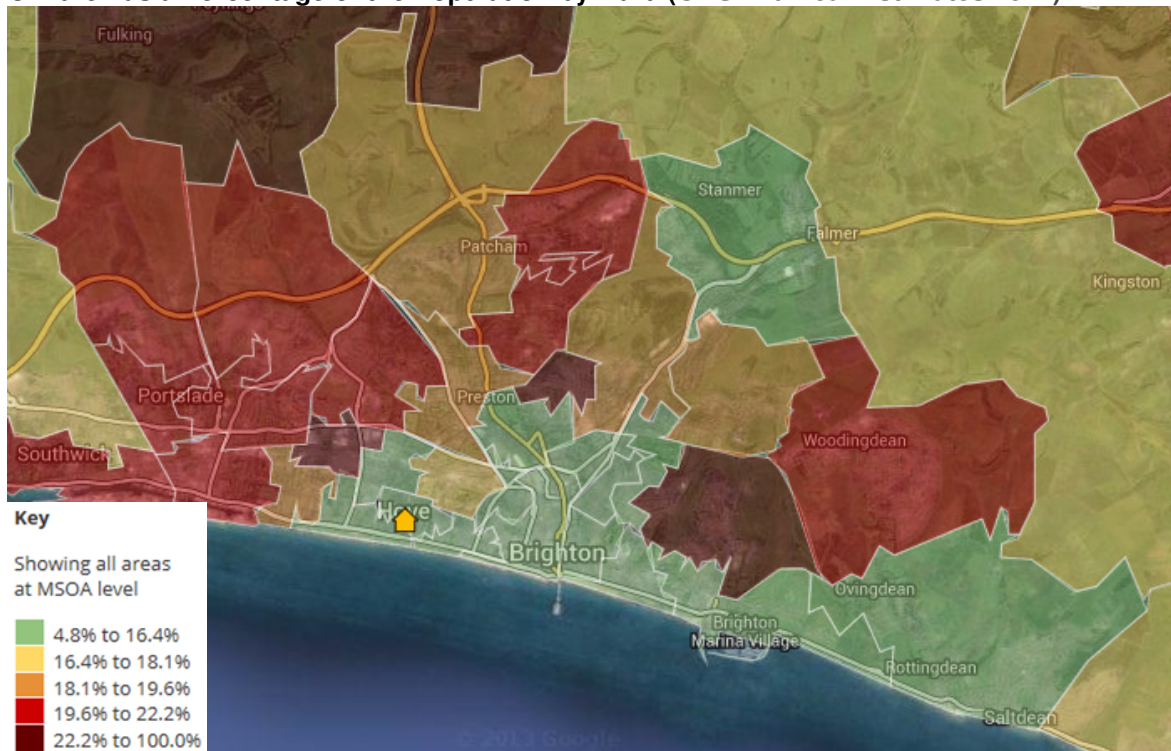 Fulking
Stanmer
Falmer
Patcham
Kingston
Preston
Portslade
Woodingdean
Southwick
Hove
Brighton
Ovingdean
Brighton
Marina Village
Rottingdean
Saltdean
Key
Showing all areas
at MSOA level
4.8% to 16.4%
16.4% to 18.1%
18.1% to 19.6%
19.6% to 22.2%
22.2% to 100.0%
© 2013 Google